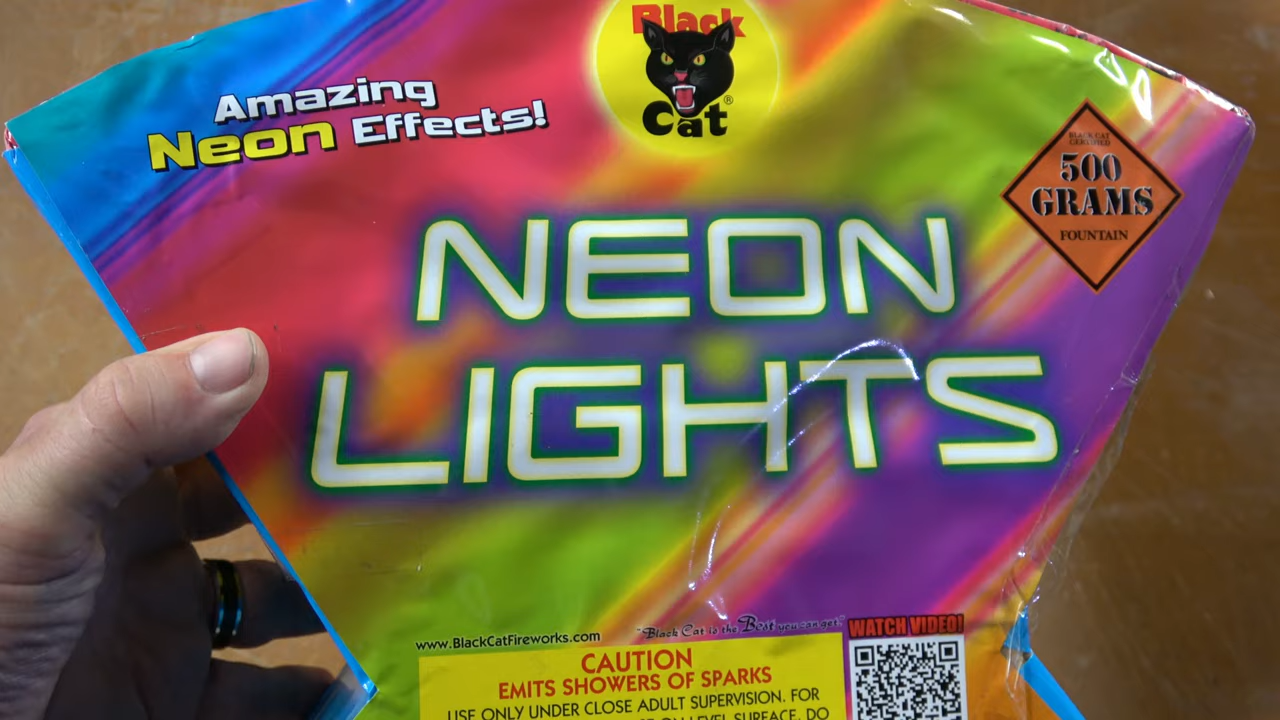 Black
Cat®
Amazing
Neon Effects!
BLACK CAT
CERTIFIED
500
GRAMS
FOUNTAIN
NEON
LIGHTS
www.BlackCatFireworks.com
"Black Cat is the Best you can get."
WATCH VIDEO!
CAUTION
EMITS SHOWERS OF SPARKS
USE ONLY UNDER CLOSE ADULT SUPERVISION. FOR
ON LEVEL SURFACE. DO